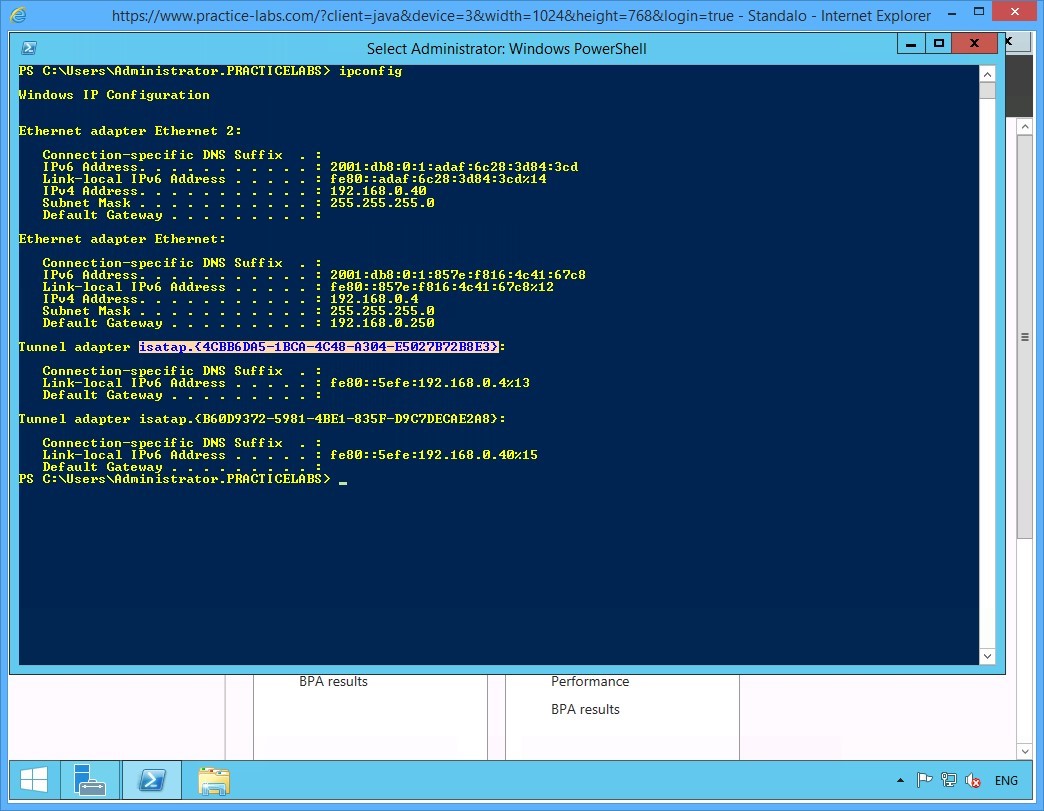 https://www.practice-labs.com/?client=java&device=3&width=1024&height=768&login=true - Standalo - Internet Explorer
Select Administrator: Windows PowerShell
PS C:\Users\Administrator.PRACTICELABS> ipconfig
Windows IP Configuration
Ethernet adapter Ethernet 2:
Connection-specific DNS Suffix . :
IPv6 Address. . . . . . . . . . . : 2001:db8:0:1:adaf:6c28:3d84:3cd
Link-local IPv6 Address . . . . . : fe80::adaf:6c28:3d84:3cd%14
IPv4 Address. . . . . . . . . . . : 192.168.0.40
Subnet Mask . . . . . . . . . . . : 255.255.255.0
Default Gateway . . . . . . . . . :
Ethernet adapter Ethernet:
Connection-specific DNS Suffix . :
IPv6 Address. . . . . . . . . . . : 2001:db8:0:1:857e:f816:4c41:67c8
Link-local IPv6 Address . . . . . : fe80::857e:f816:4c41:67c8%12
IPv4 Address. . . . . . . . . . . : 192.168.0.4
Subnet Mask . . . . . . . . . . . : 255.255.255.0
Default Gateway . . . . . . . . . : 192.168.0.250
Tunnel adapter isatap.{4CBB6DA5-1BCA-4C48-A304-E5027B72B8E3}:
Connection-specific DNS Suffix . :
Link-local IPv6 Address . . . . . : fe80::5efe:192.168.0.4%13
Default Gateway . . . . . . . . . :
Tunnel adapter isatap.{B60D9372-5981-4BE1-835F-D9C7DECAE2A8}:
Connection-specific DNS Suffix . :
Link-local IPv6 Address . . . . . : fe80::5efe:192.168.0.40%15
Default Gateway . . . . . . . . . :
PS C:\Users\Administrator.PRACTICELABS> _
BPA results
Performance
BPA results
ENG